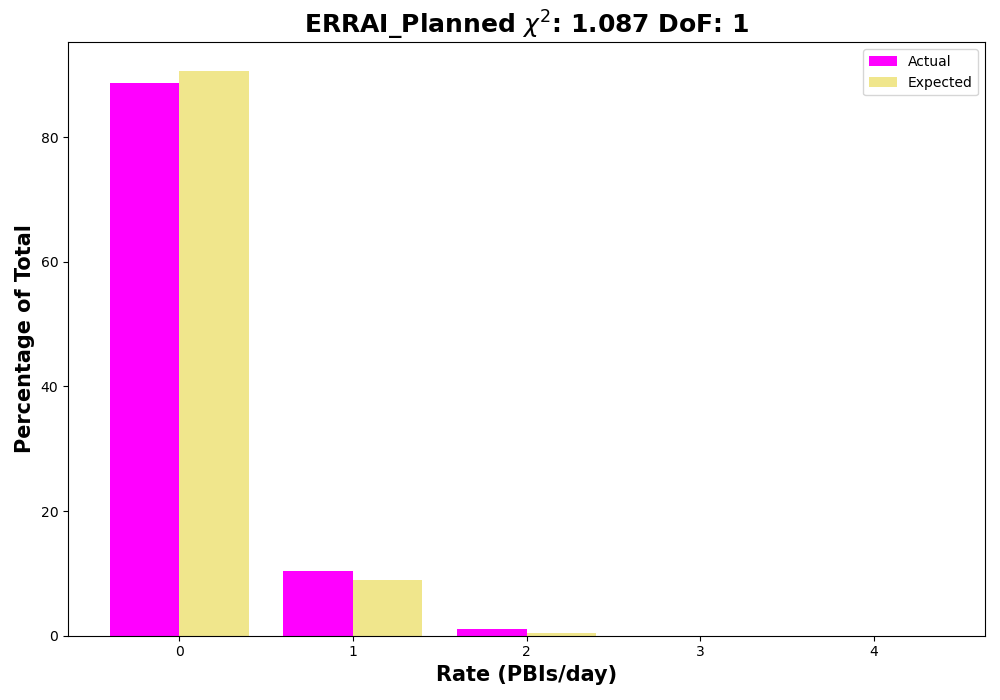 ERRAI_Planned χ²: 1.087 DoF: 1
Actual
Expected
Percentage of Total
80
60
40
20
0
0 1 2 3 4
Rate (PBIs/day)